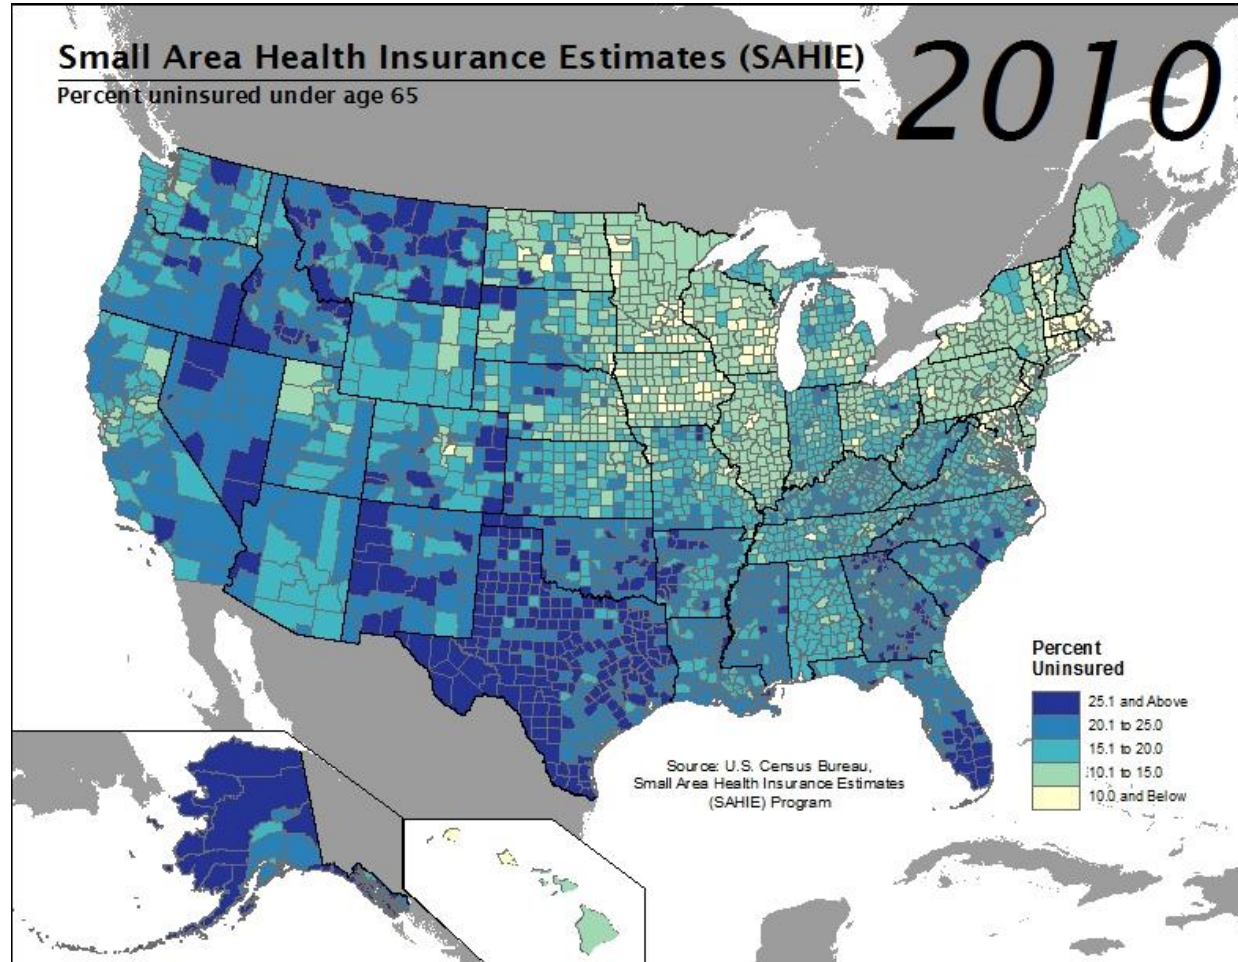 Small Area Health Insurance Estimates (SAHIE)
2010
Percent uninsured under age 65
Percent
Uninsured
25.1 and Above
20.1 to 25.0
15.1 to 20.0
10.1 to 15.0
10.0 and Below
Source: U.S. Census Bureau,
Small Area Health Insurance Estimates
(SAHIE) Program